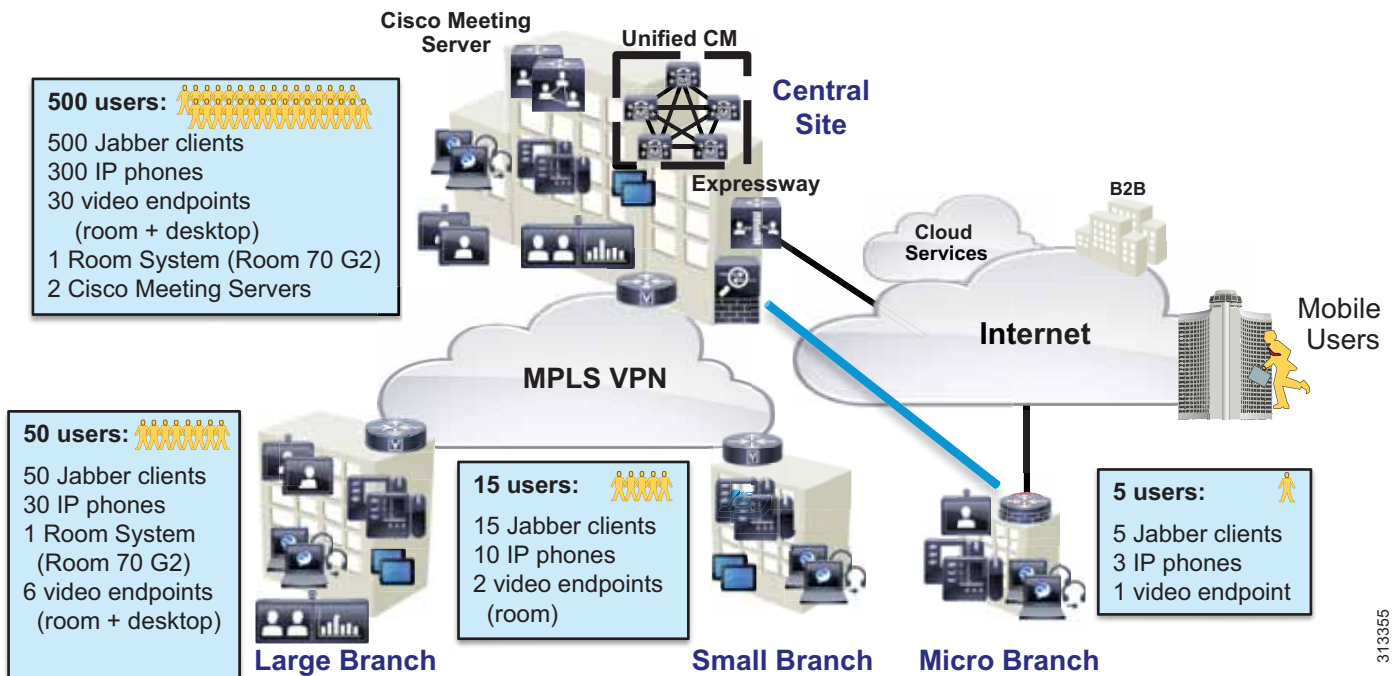 Cisco Meeting
Server
Unified CM
Central
Site
500 users:
500 Jabber clients
300 IP phones
30 video endpoints
(room + desktop)
1 Room System (Room 70 G2)
2 Cisco Meeting Servers
Expressway
B2B
Cloud
Services
Internet
Mobile
Users
MPLS VPN
50 users:
50 Jabber clients
30 IP phones
1 Room System
(Room 70 G2)
6 video endpoints
(room + desktop)
Large Branch
15 users:
15 Jabber clients
10 IP phones
2 video endpoints
(room)
Small Branch
Micro Branch
5 users:
5 Jabber clients
3 IP phones
1 video endpoint
313355